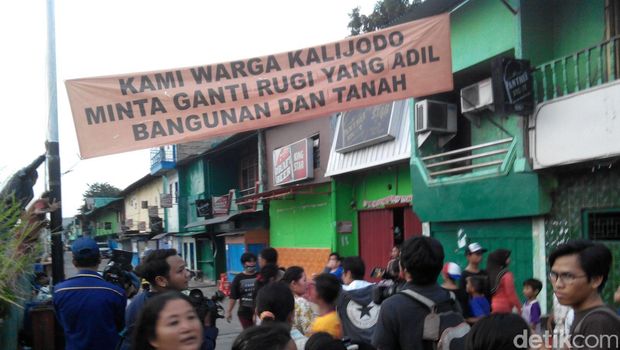 KAMI WARGA KALIJODO
MINTA GANTI RUGI YANG ADIL
BANGUNAN DAN TANAH
detikcom